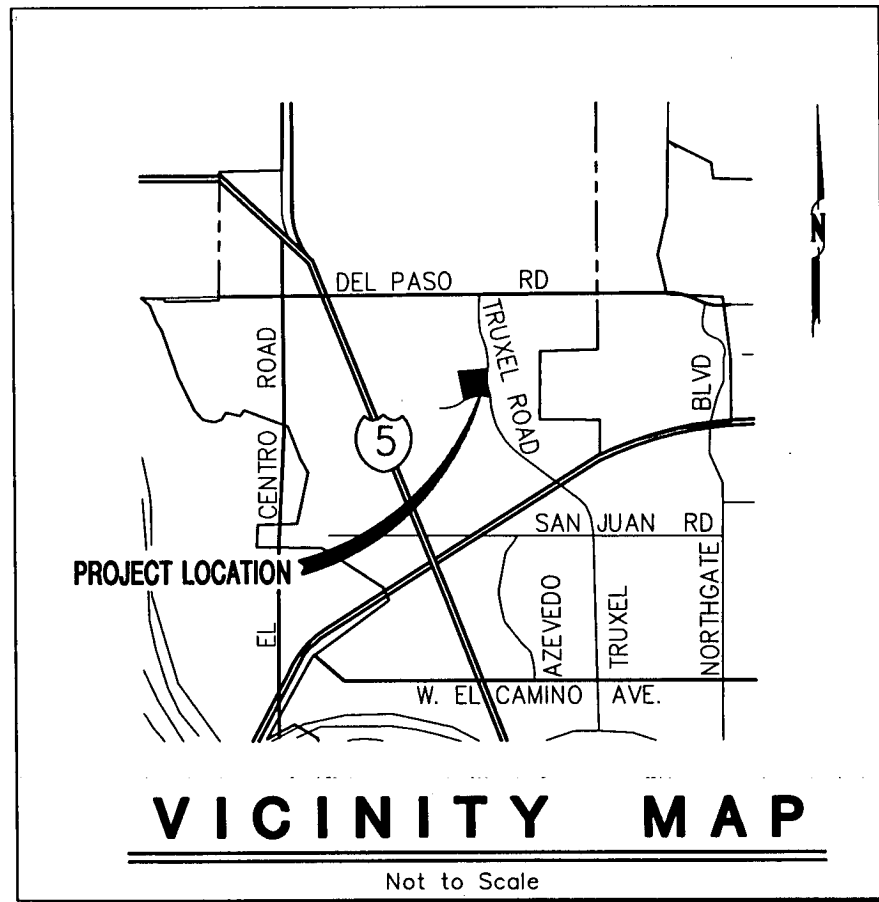 N
DEL PASO RD
TRUXEL ROAD
BLVD
EL CENTRO ROAD
5
SAN JUAN RD
PROJECT LOCATION
AZEVEDO
TRUXEL
NORTHGATE
W. EL CAMINO AVE.
VICINITY MAP
Not to Scale